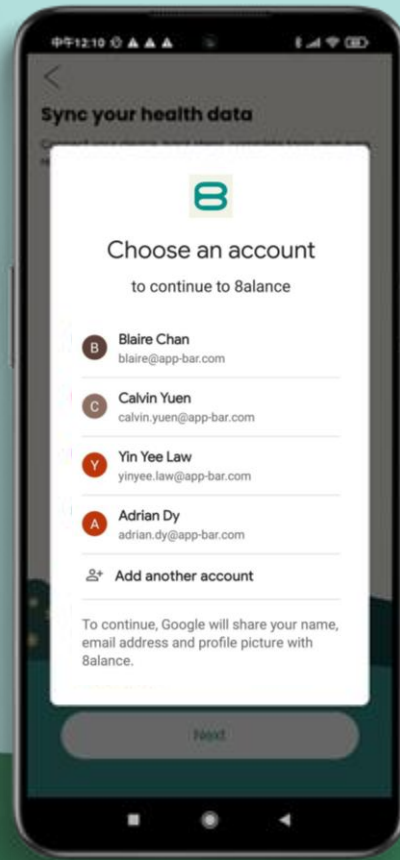 中午12:10
Sync your health data
8
Choose an account
to continue to 8alance
B
Blaire Chan
blaire@app-bar.com
C
Calvin Yuen
calvin.yuen@app-bar.com
Y
Yin Yee Law
yinyee.law@app-bar.com
A
Adrian Dy
adrian.dy@app-bar.com
Add another account
To continue, Google will share your name,
email address and profile picture with
8alance.
Next